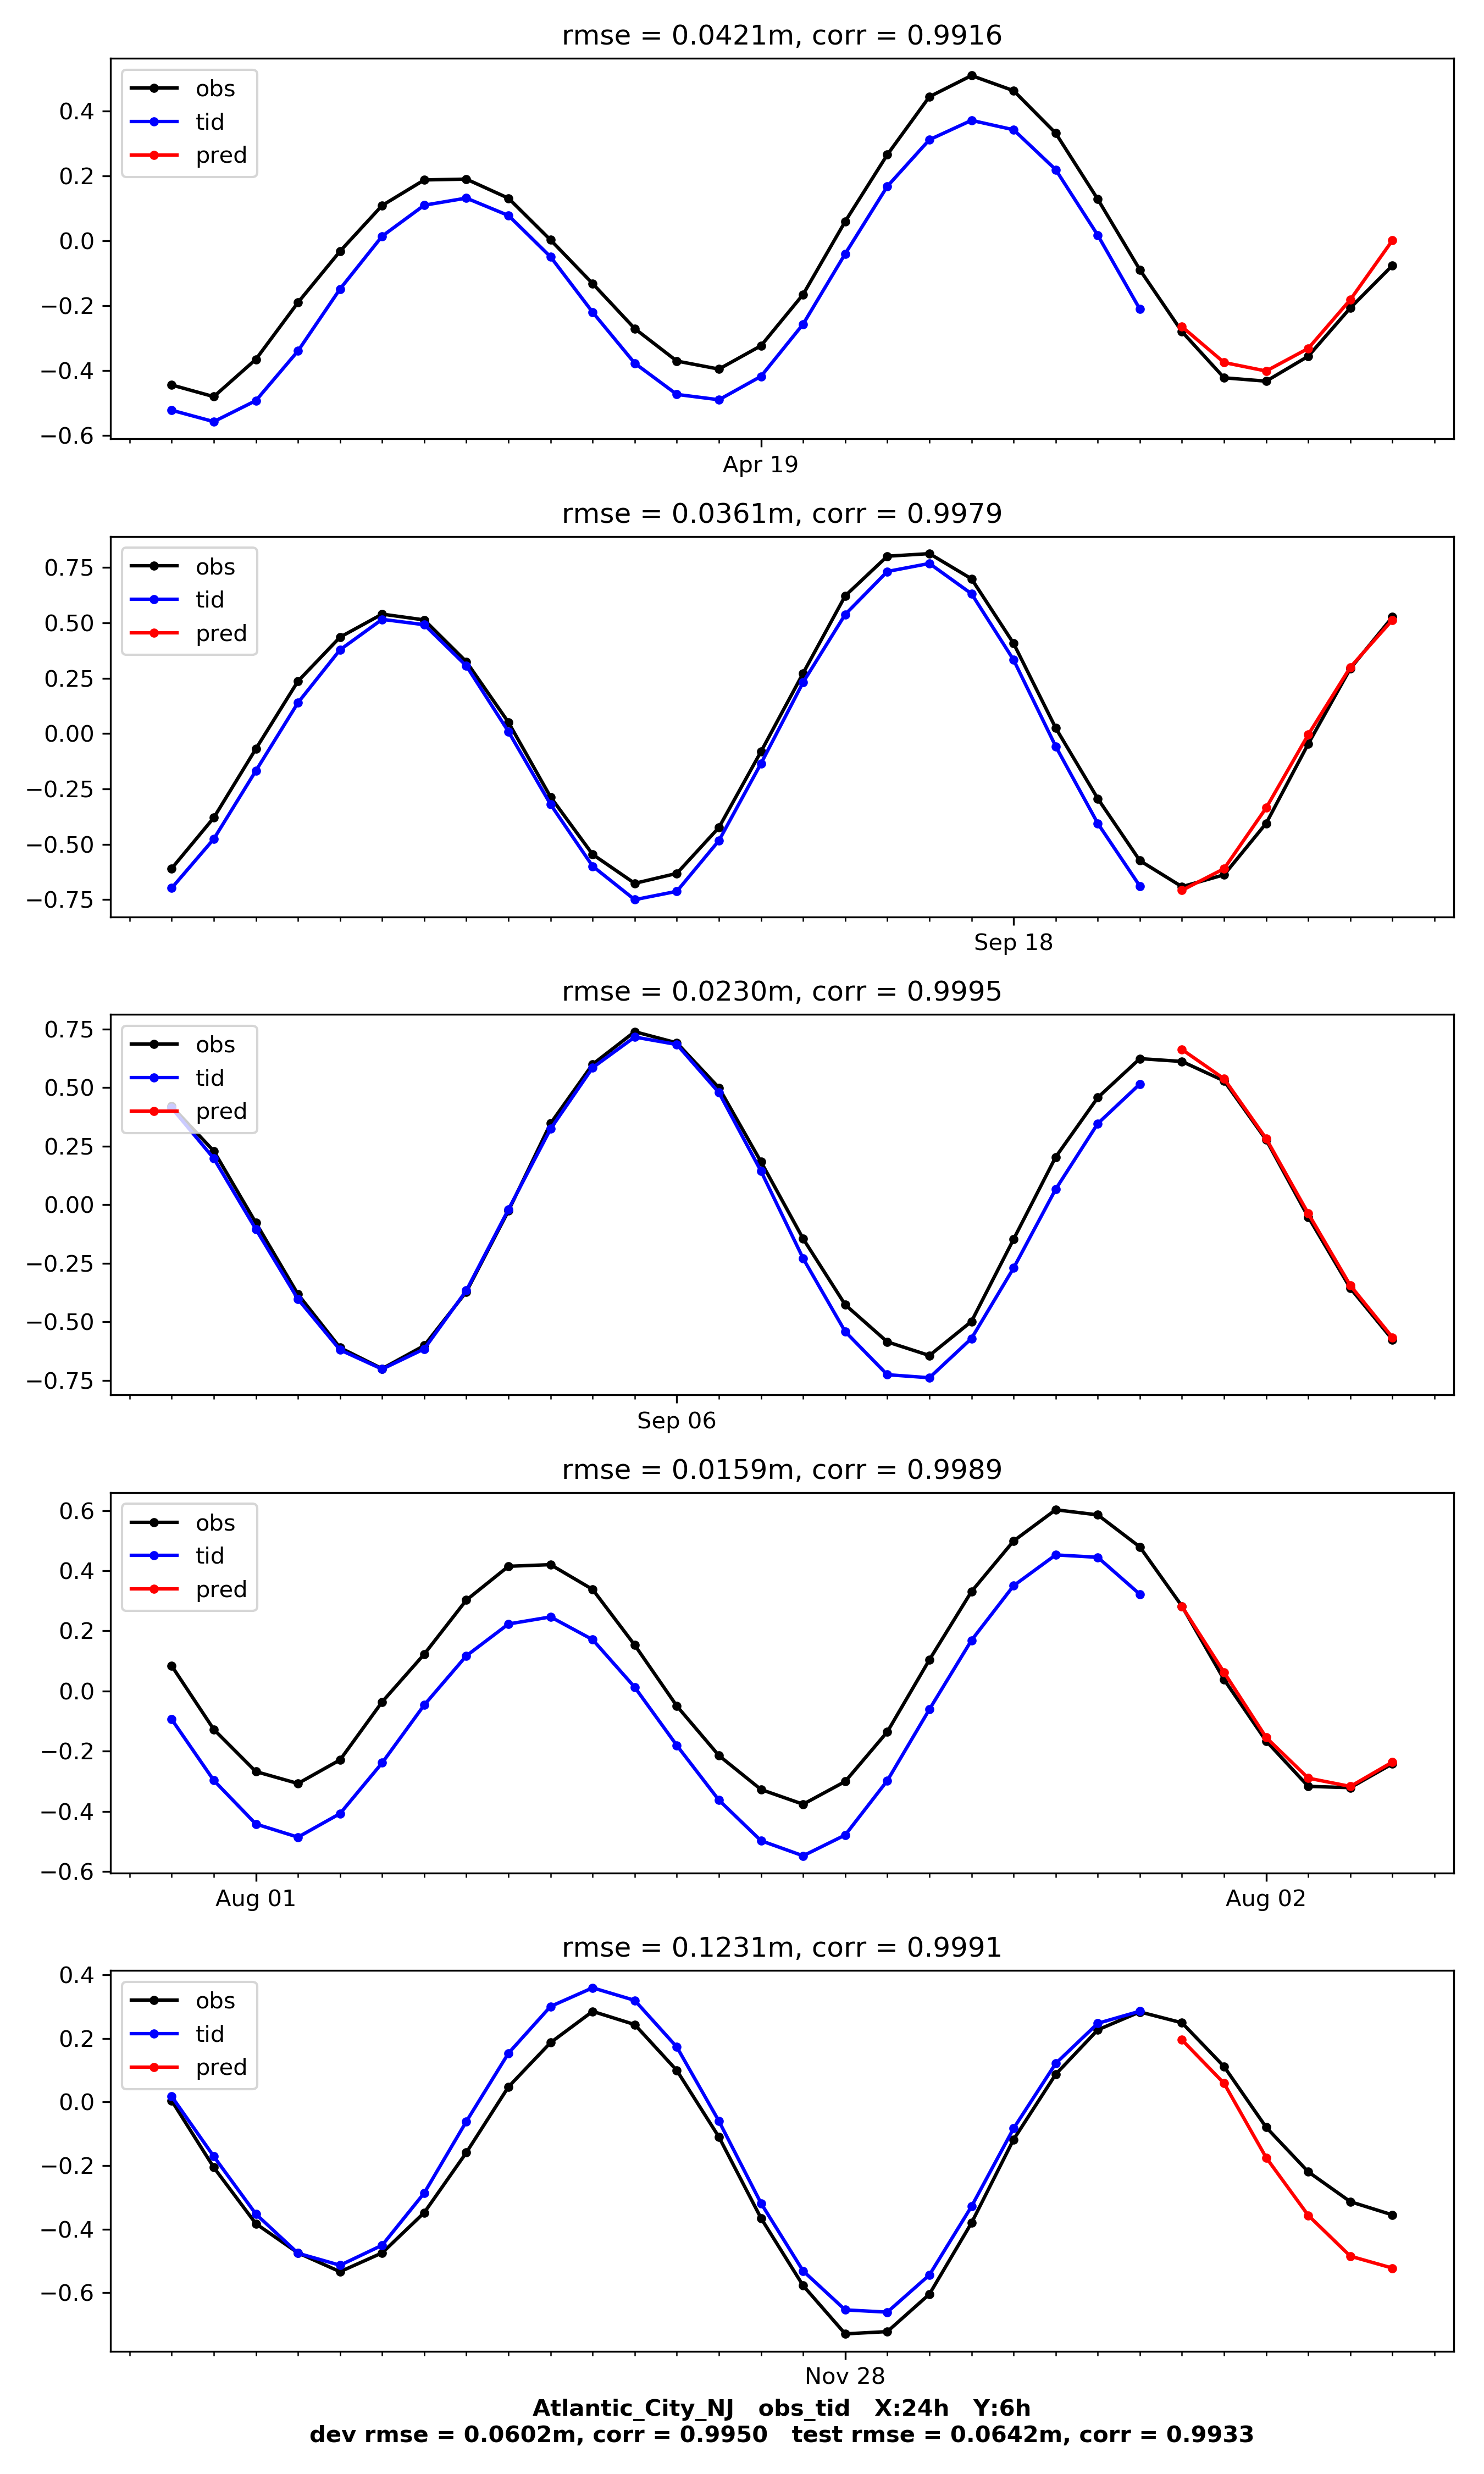 rmse = 0.0421m, corr = 0.9916
obs
tid
pred
0.4
0.2
0.0
−0.2
−0.4
−0.6
Apr 19
rmse = 0.0361m, corr = 0.9979
obs
tid
pred
0.75
0.50
0.25
0.00
−0.25
−0.50
−0.75
Sep 18
rmse = 0.0230m, corr = 0.9995
obs
tid
pred
0.75
0.50
0.25
0.00
−0.25
−0.50
−0.75
Sep 06
rmse = 0.0159m, corr = 0.9989
obs
tid
pred
0.6
0.4
0.2
0.0
−0.2
−0.4
−0.6
Aug 01 Aug 02
rmse = 0.1231m, corr = 0.9991
obs
tid
pred
0.4
0.2
0.0
−0.2
−0.4
−0.6
Nov 28
Atlantic_City_NJ obs_tid X:24h Y:6h
dev rmse = 0.0602m, corr = 0.9950 test rmse = 0.0642m, corr = 0.9933